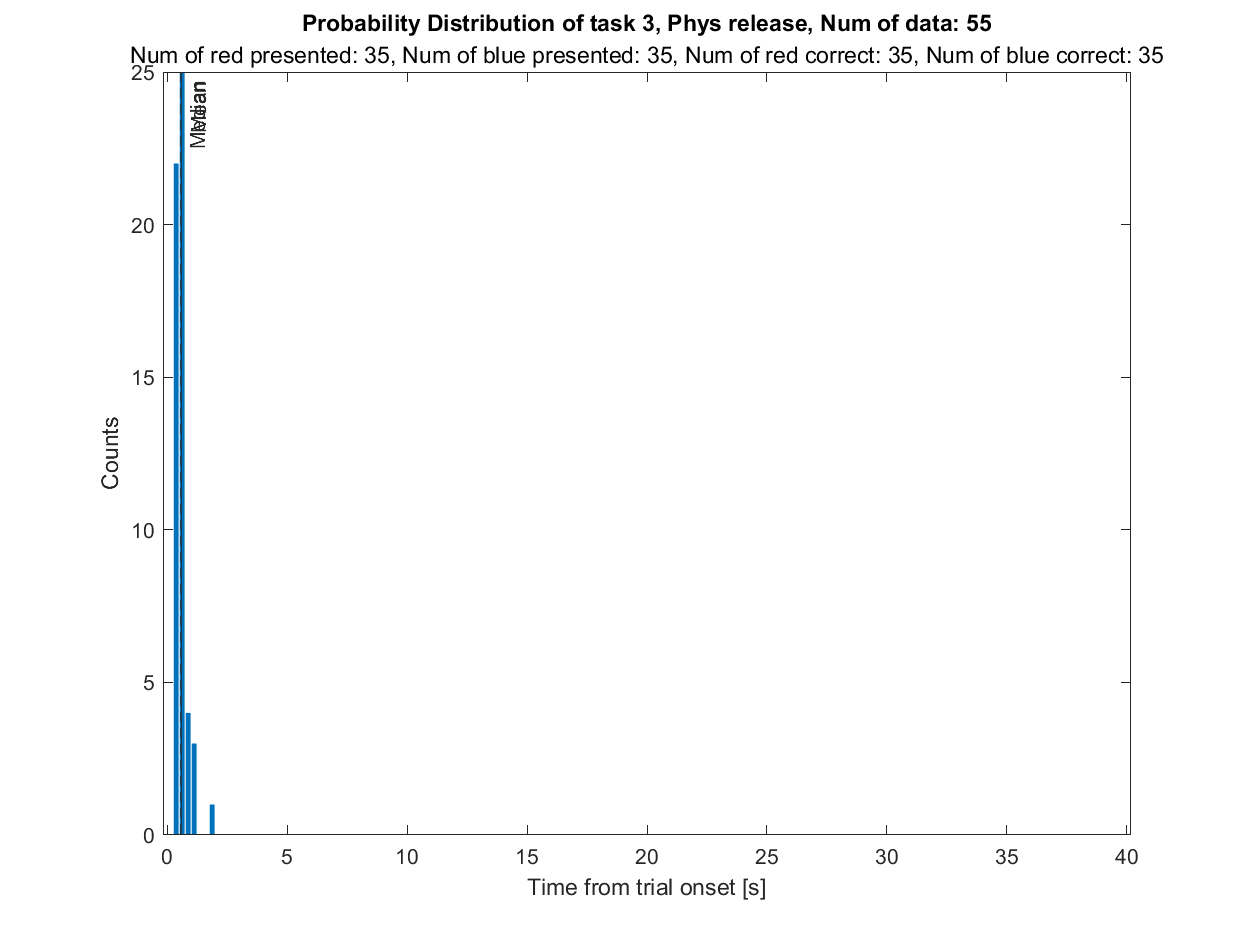 Probability Distribution of task 3, Phys release, Num of data: 55
Num of red presented: 35, Num of blue presented: 35, Num of red correct: 35, Num of blue correct: 35
25
20
15
10
5
0
Counts
Median
Mean
0 5 10 15 20 25 30 35 40
Time from trial onset [s]